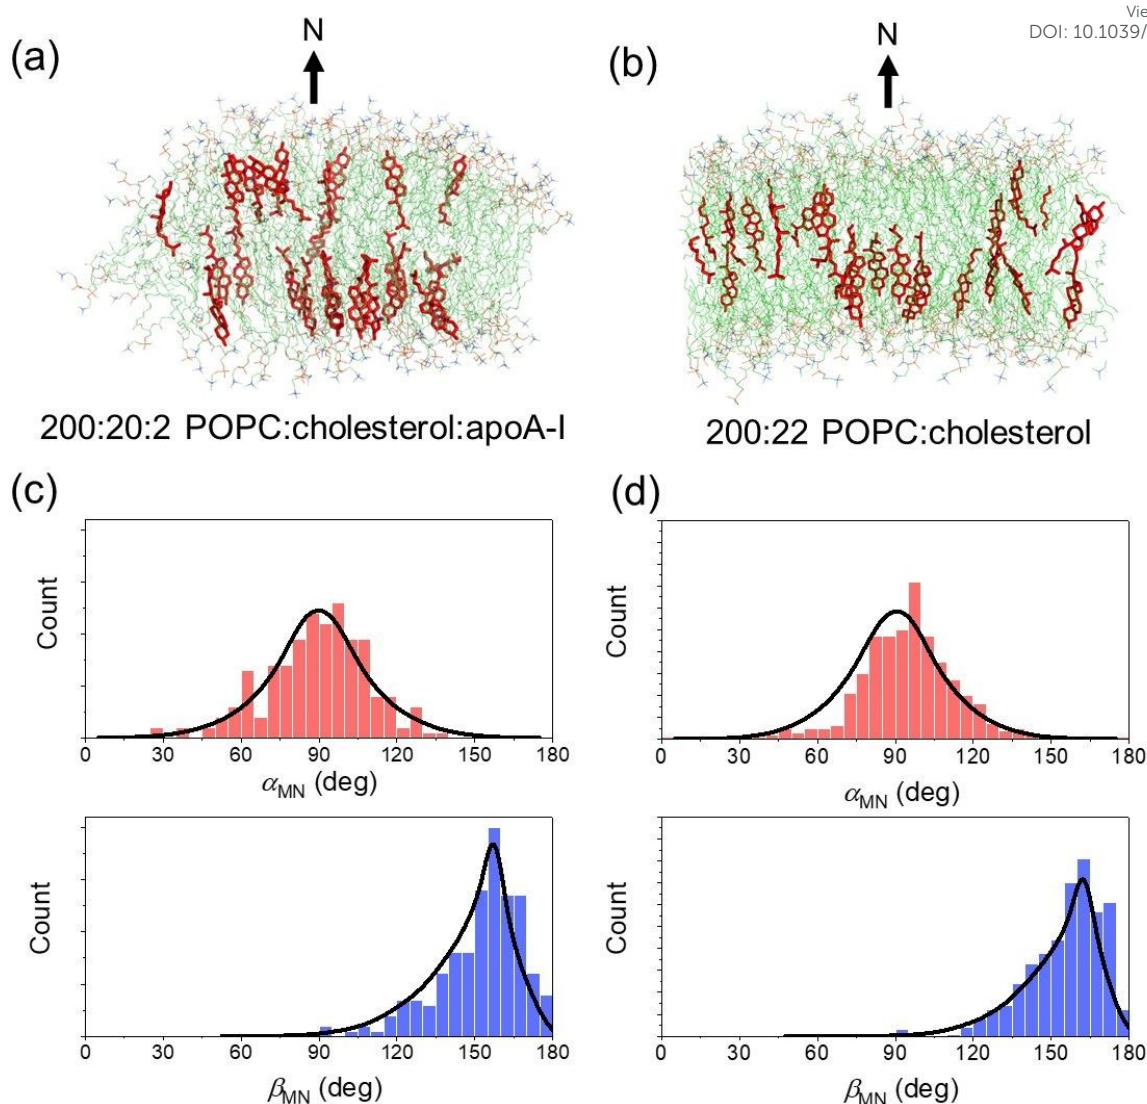 Vie
DOI: 10.1039/
(a)
N
(b)
N
200:20:2 POPC:cholesterol:apoA-I
200:22 POPC:cholesterol
(c)
Count
0 30 60 90 120 150 180
αMN (deg)
Count
0 30 60 90 120 150 180
βMN (deg)
(d)
Count
0 30 60 90 120 150 180
αMN (deg)
Count
0 30 60 90 120 150 180
βMN (deg)